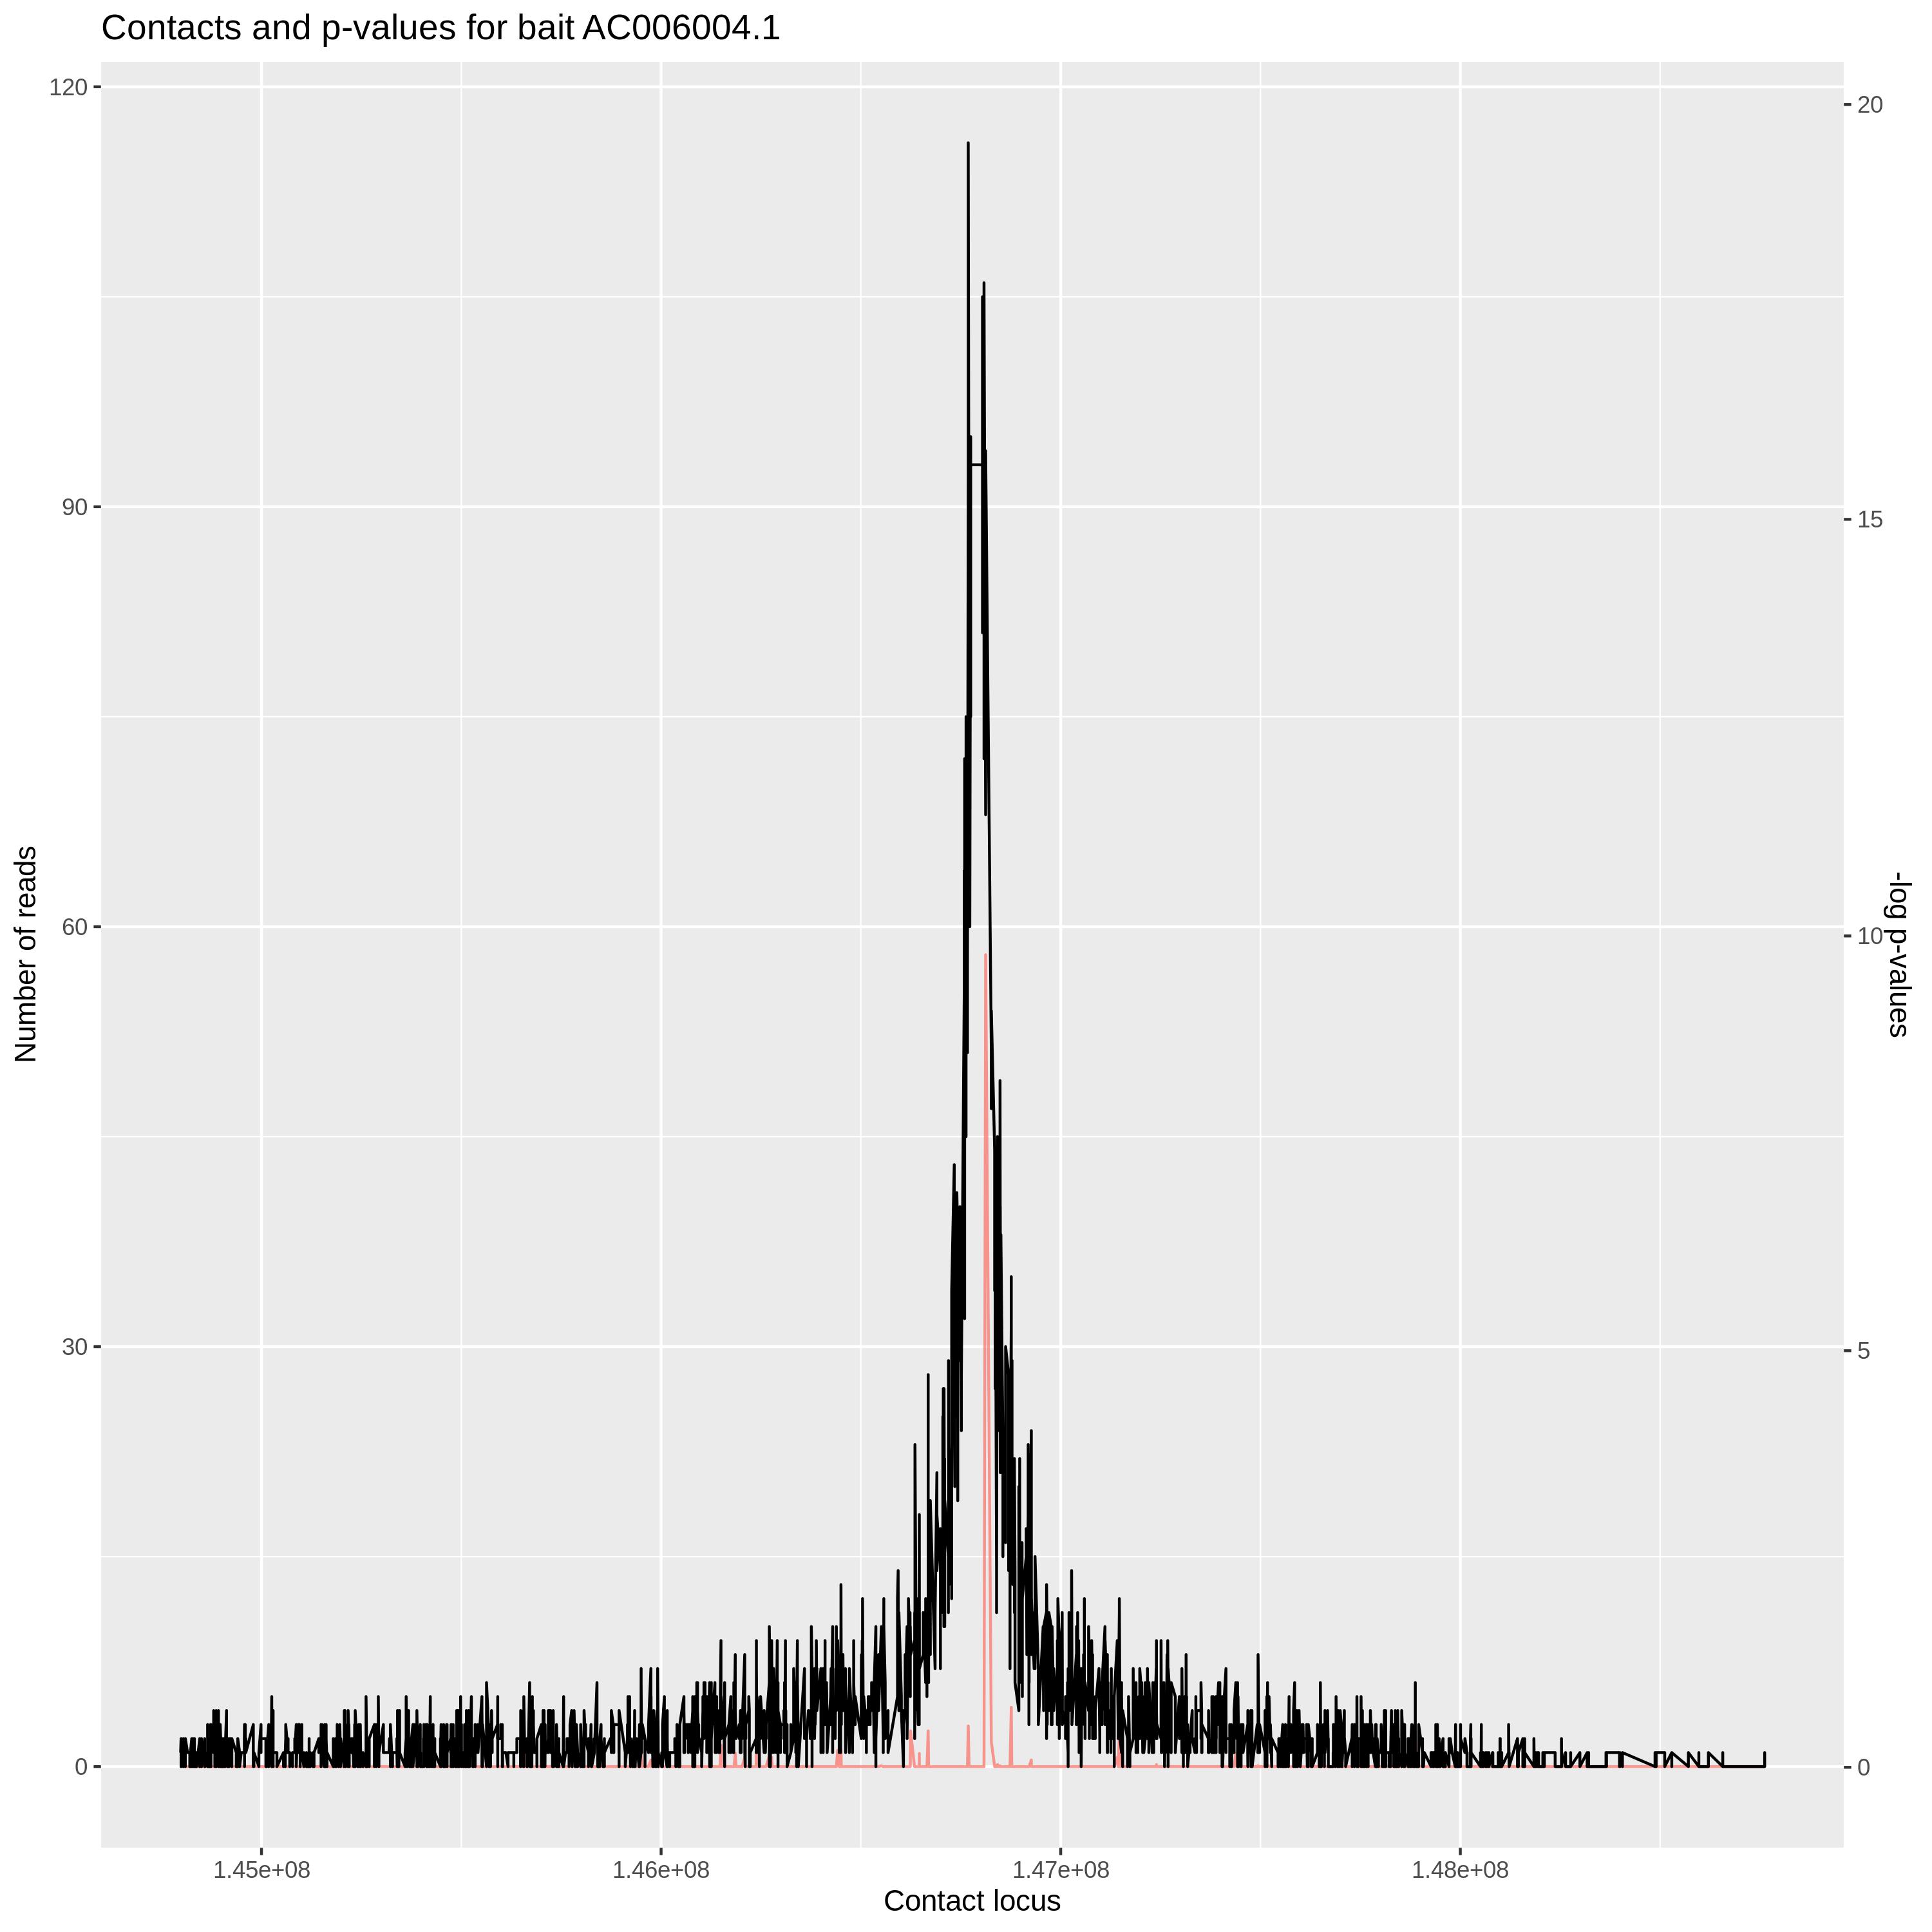 Contacts and p-values for bait AC006004.1
120
90
60
30
0
20
15
10
5
0
Number of reads
-log p-values
1.45e+08
1.46e+08
1.47e+08
1.48e+08
Contact locus